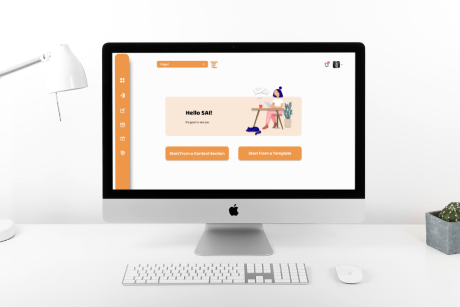 Hello SAI!
It's good to see you
Start From a Content Section
Start From a Template